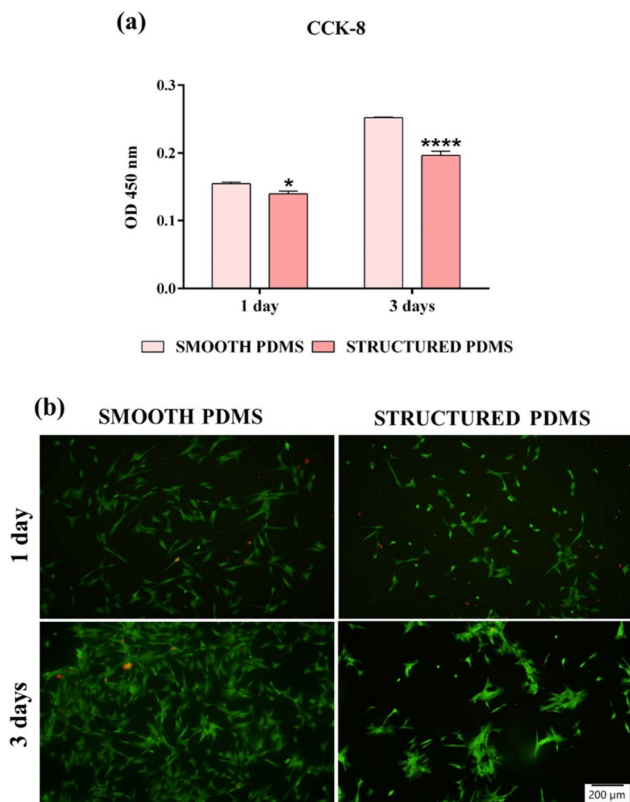 (a)
CCK-8
OD 450 nm
0.3
0.2
0.1
0.0
*
****
1 day
3 days
SMOOTH PDMS STRUCTURED PDMS
(b)
SMOOTH PDMS STRUCTURED PDMS
1 day
3 days
200 μm